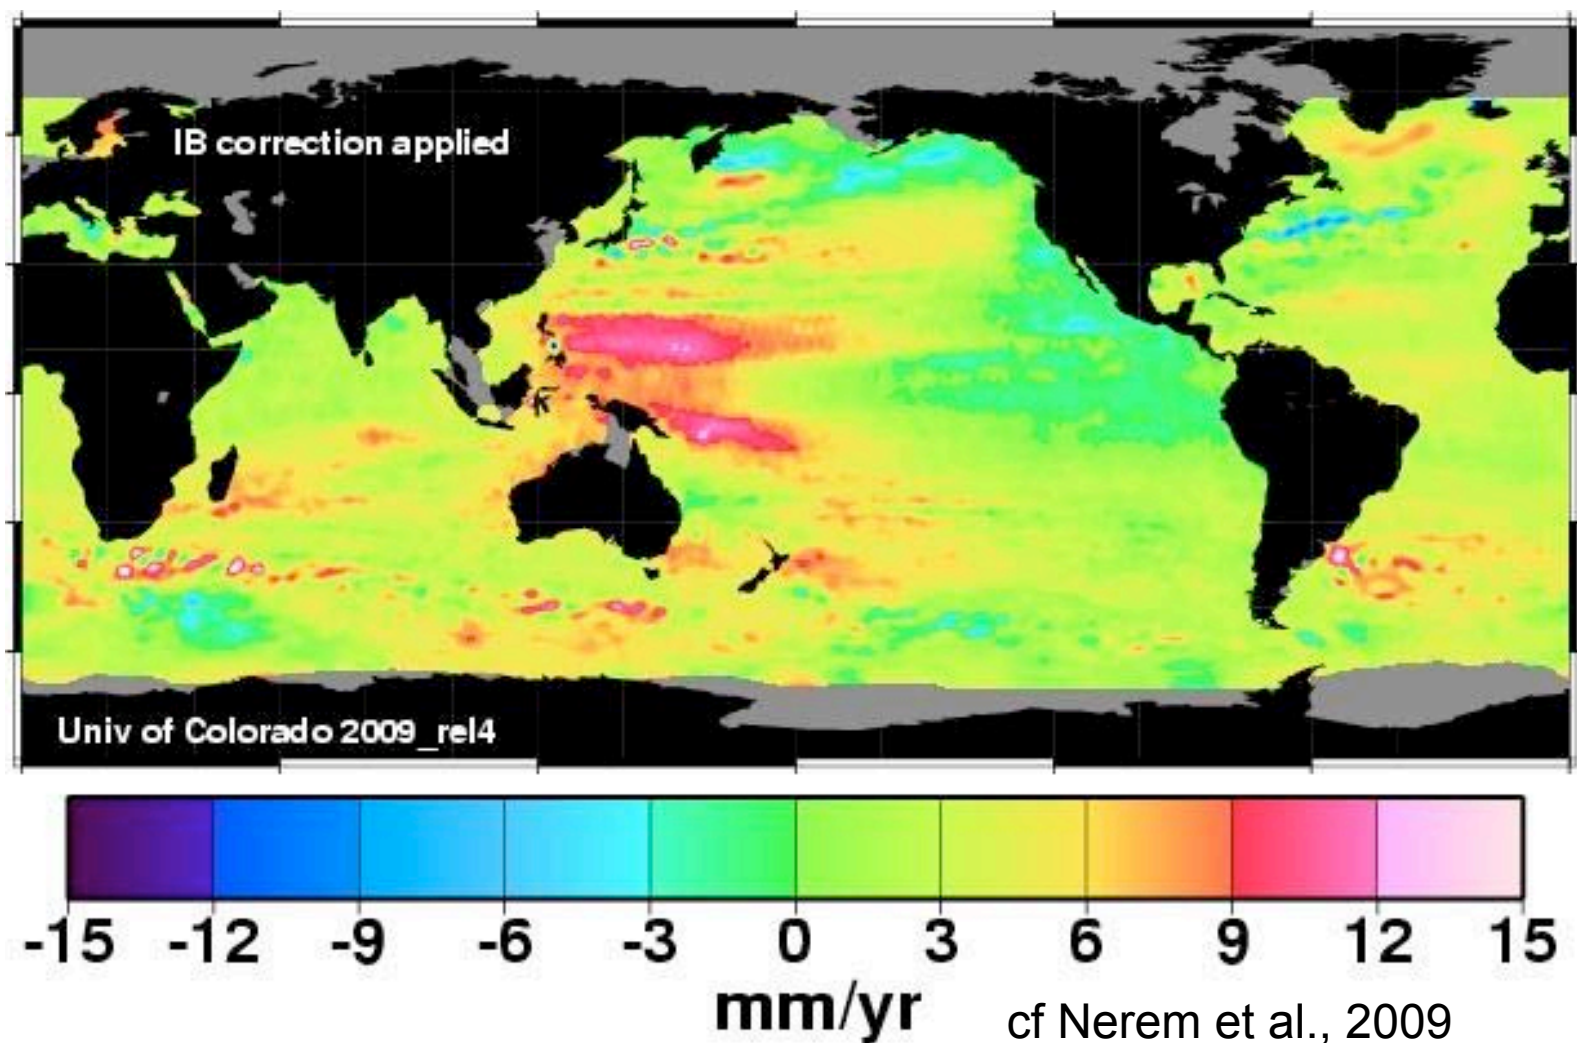 IB correction applied
Univ of Colorado 2009_rel4
-15 -12 -9 -6 -3 0 3 6 9 12 15
mm/yr
cf Nerem et al., 2009